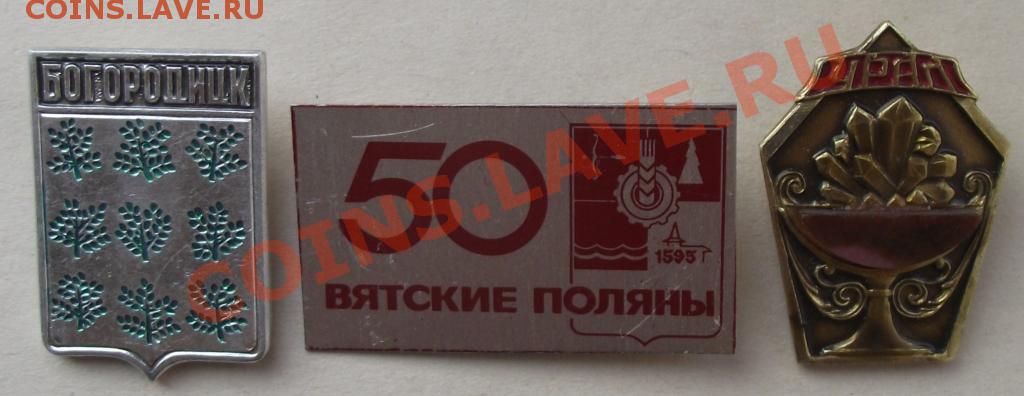 COINS.LAVE.RU
БОГОРОДИЦК
50
1595 Г
ВЯТСКИЕ ПОЛЯНЫ
COINS.LAVE.RU